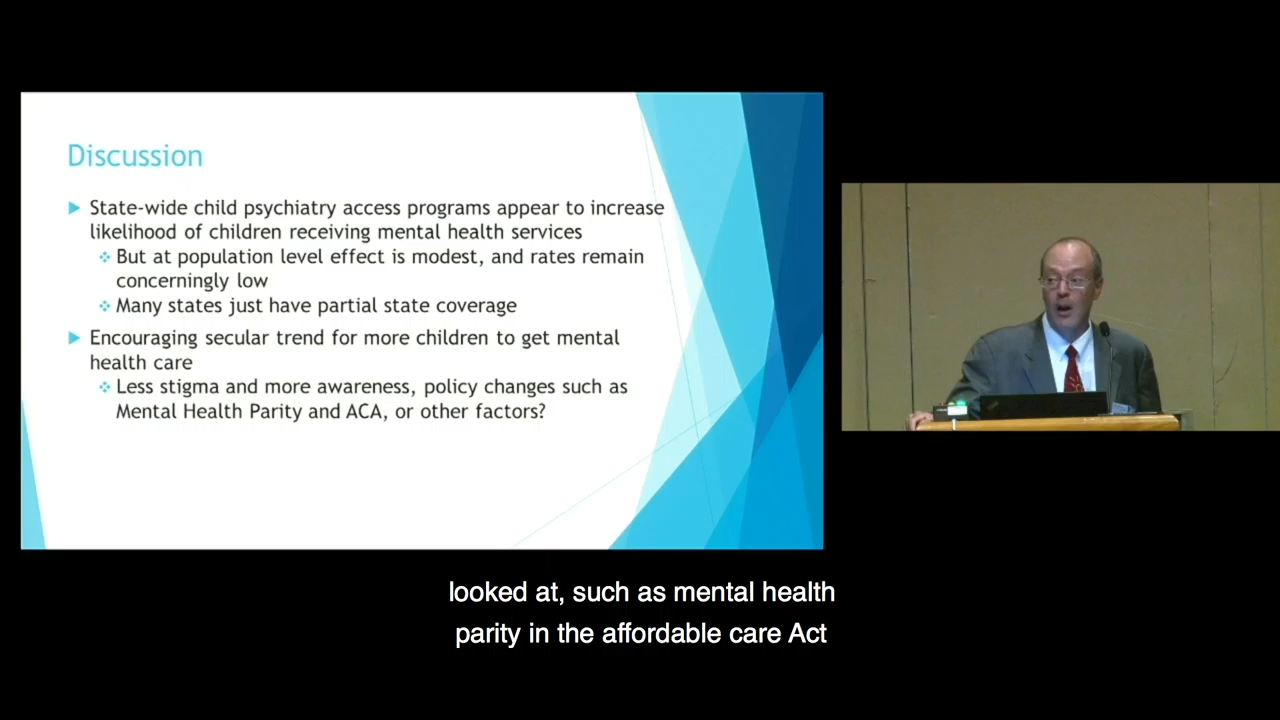 Discussion
State-wide child psychiatry access programs appear to increase
likelihood of children receiving mental health services
But at population level effect is modest, and rates remain
concerningly low
Many states just have partial state coverage
Encouraging secular trend for more children to get mental
health care
Less stigma and more awareness, policy changes such as
Mental Health Parity and ACA, or other factors?
looked at, such as mental health
parity in the affordable care Act